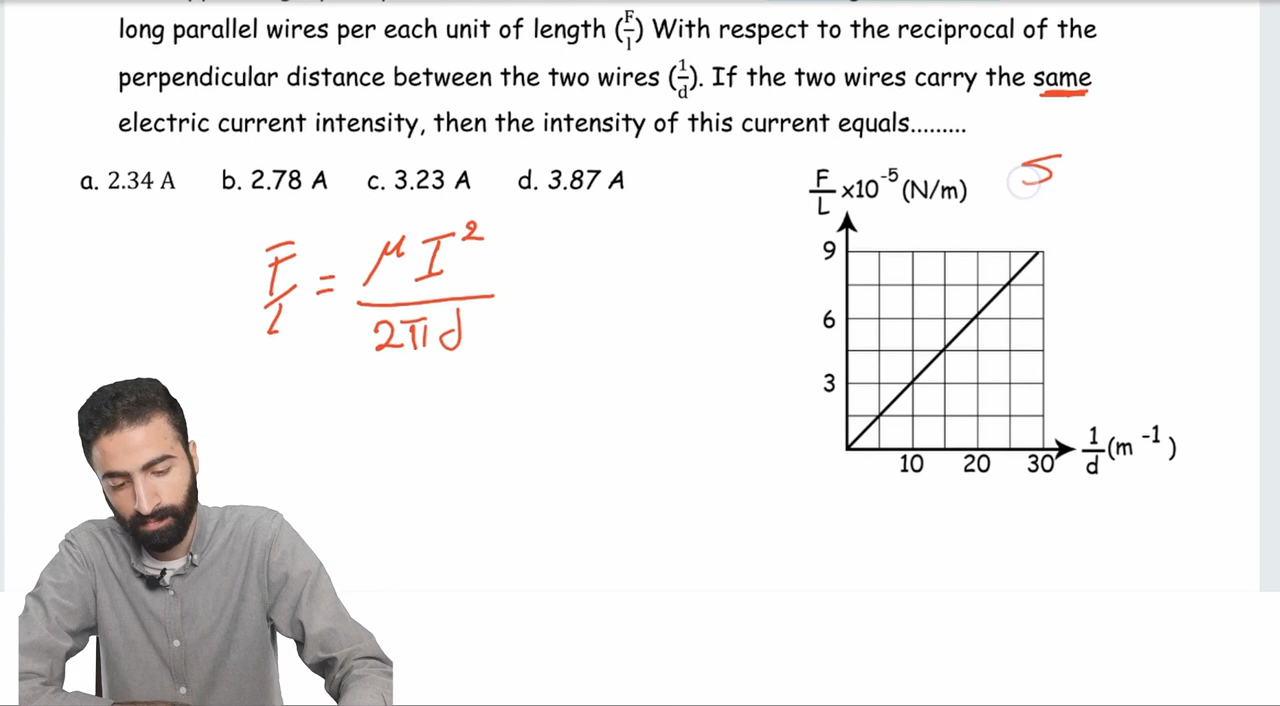 long parallel wires per each unit of length (F/l) With respect to the reciprocal of the
perpendicular distance between the two wires (1/d). If the two wires carry the same
electric current intensity, then the intensity of this current equals.........
a. 2.34 A b. 2.78 A c. 3.23 A d. 3.87 A
F/L ×10⁻⁵ (N/m)
S
F/l = μI²/2πd
9
6
3
10 20 30
1/d (m⁻¹)